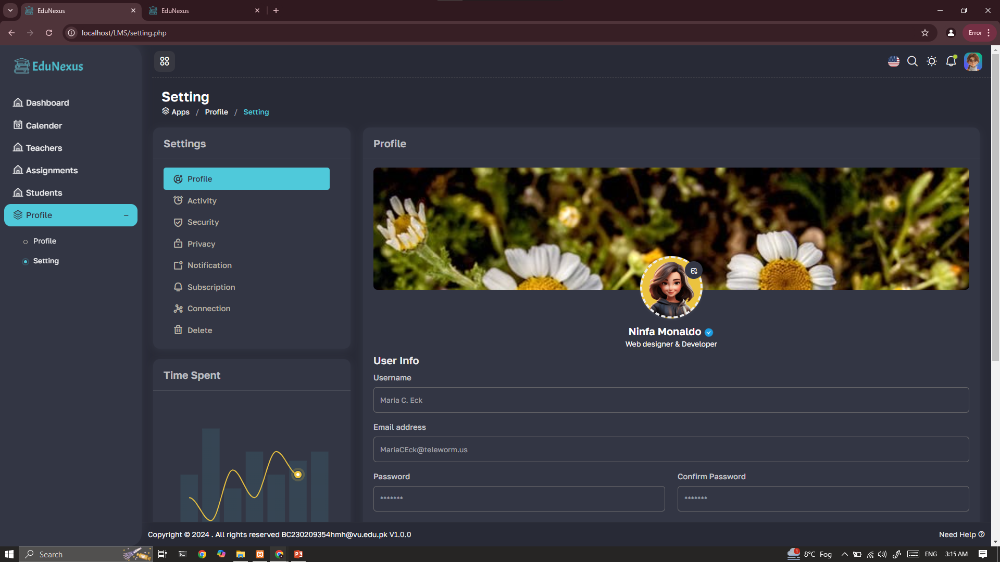 EduNexus
EduNexus
localhost/LMS/setting.php
Error
EduNexus
Dashboard
Calender
Teachers
Assignments
Students
Profile
Profile
Setting
Setting
Apps / Profile / Setting
Settings
Profile
Activity
Security
Privacy
Notification
Subscription
Connection
Delete
Time Spent
Profile
Ninfa Monaldo
Web designer & Developer
User Info
Username
Maria C. Eck
Email address
MariaCEck@teleworm.us
Password
*******
Confirm Password
*******
Copyright © 2024 . All rights reserved BC230209354hmh@vu.edu.pk V1.0.0
Need Help
Search
1
8°C Fog
ENG
3:15 AM